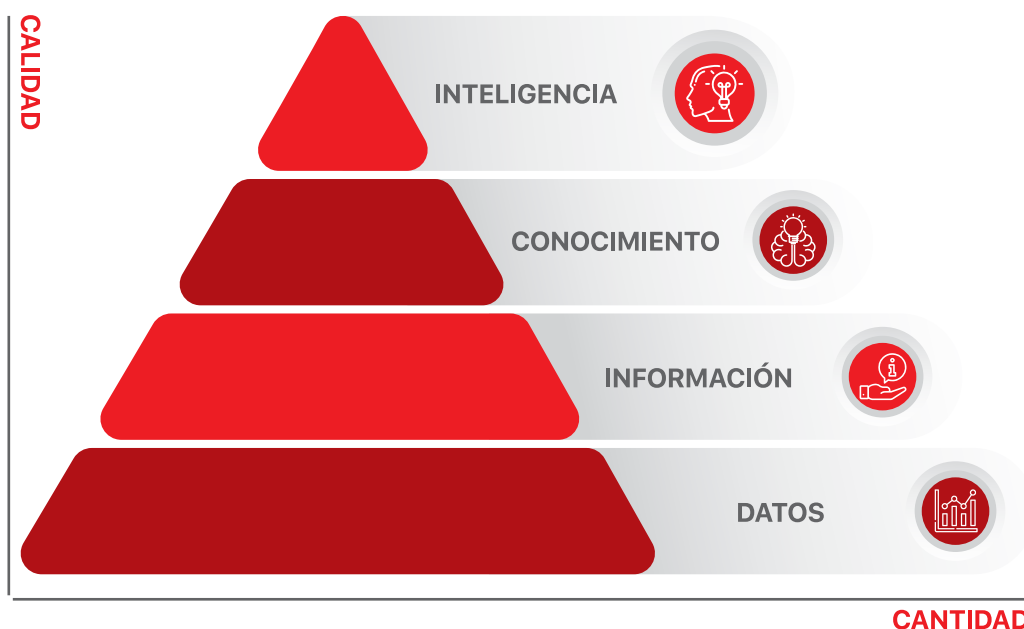 CALIDAD
INTELIGENCIA
CONOCIMIENTO
INFORMACIÓN
DATOS
CANTIDAD